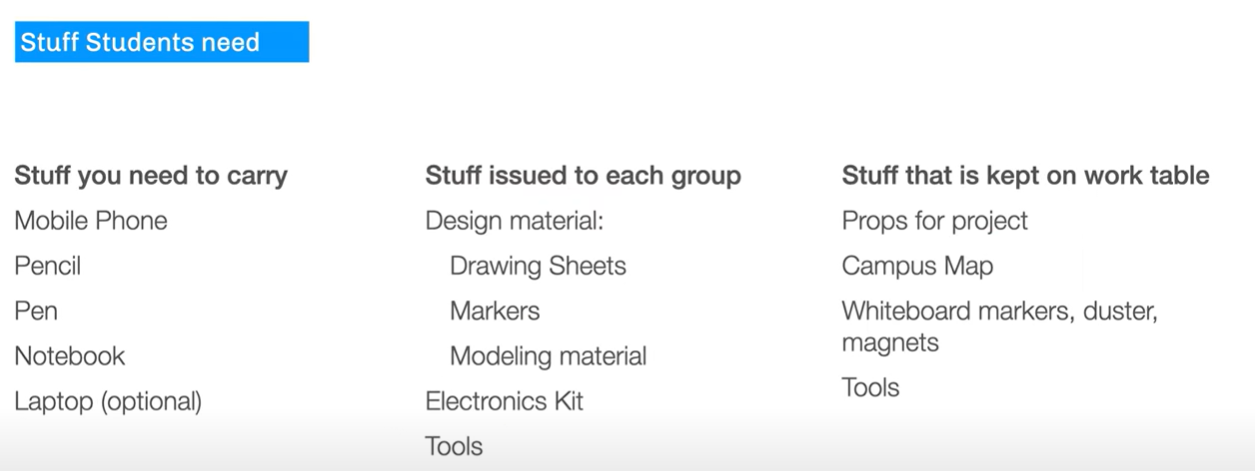 Stuff Students need
Stuff you need to carry
Mobile Phone
Pencil
Pen
Notebook
Laptop (optional)
Stuff issued to each group
Design material:
Drawing Sheets
Markers
Modeling material
Electronics Kit
Tools
Stuff that is kept on work table
Props for project
Campus Map
Whiteboard markers, duster,
magnets
Tools